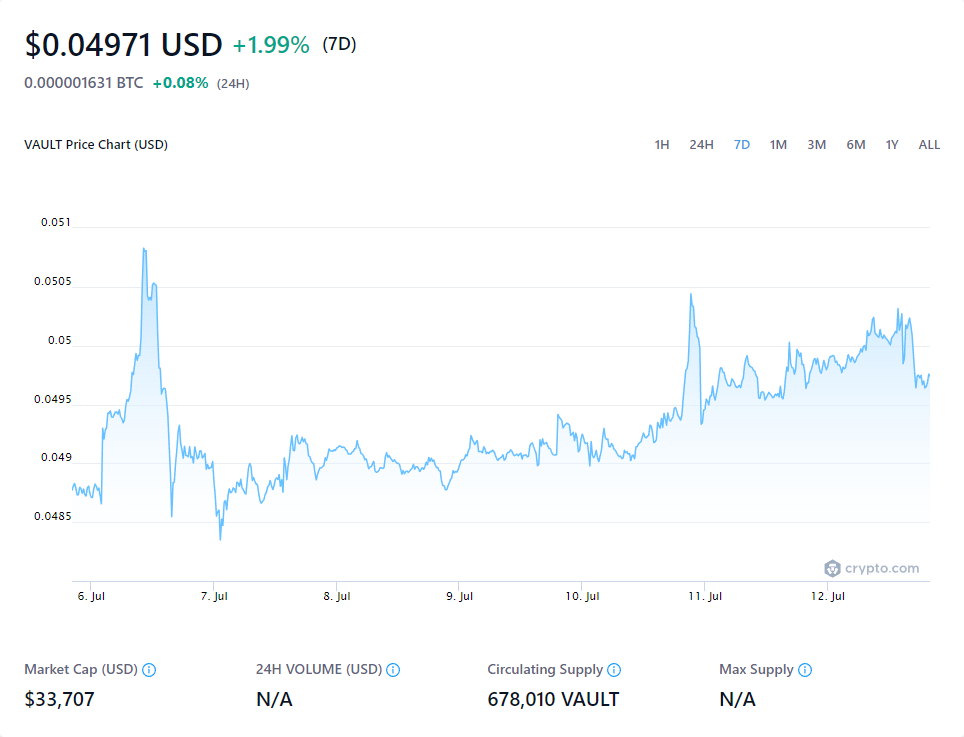 $0.04971 USD +1.99% (7D)
0.000001631 BTC +0.08% (24H)
VAULT Price Chart (USD) 1H 24H 7D 1M 3M 6M 1Y ALL
0.051
0.0505
0.05
0.0495
0.049
0.0485
crypto.com
6. Jul 7. Jul 8. Jul 9. Jul 10. Jul 11. Jul 12. Jul
Market Cap (USD) 24H VOLUME (USD) Circulating Supply Max Supply
$33,707 N/A 678,010 VAULT N/A